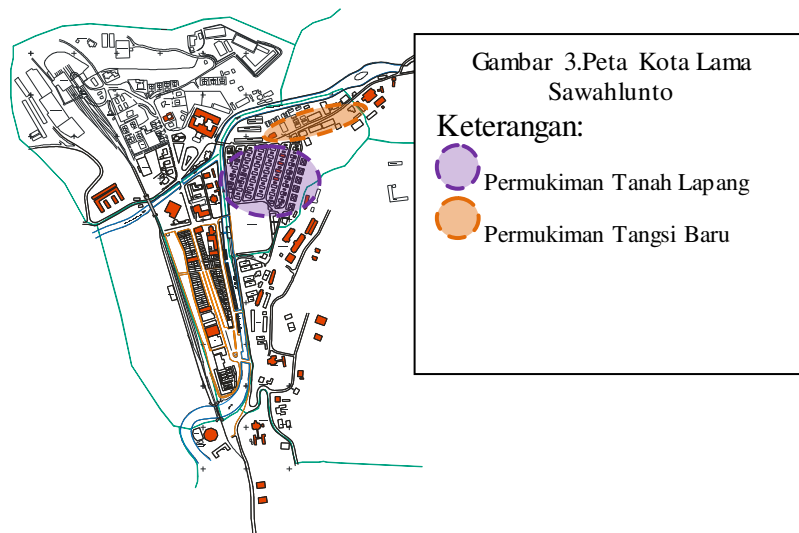 Gambar 3.Peta Kota Lama
Sawahlunto
Keterangan:
Permukiman Tanah Lapang
Permukiman Tangsi Baru